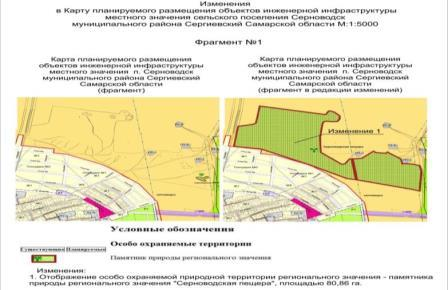 Изменения
в Карту планируемого размещения объектов инженерной инфраструктуры
местного значения сельского поселения Серноводск
муниципального района Сергиевский Самарской области М:1:5000
Фрагмент №1
Карта планируемого размещения
объектов инженерной инфраструктуры
местного значения п. Серноводск
муниципального района Сергиевский
Самарской области
(фрагмент)
Карта планируемого размещения
объектов инженерной инфраструктуры
местного значения п. Серноводск
муниципального района Сергиевский
Самарской области
(фрагмент в редакции изменений)
Изменение 1
Условные обозначения
Особо охраняемые территории
Существующие Планируемые
Памятник природы регионального значения
Изменения:
1. Отображение особо охраняемой природной территории регионального значения - памятника
природы регионального значения "Серноводская пещера", площадью 80,86 га.